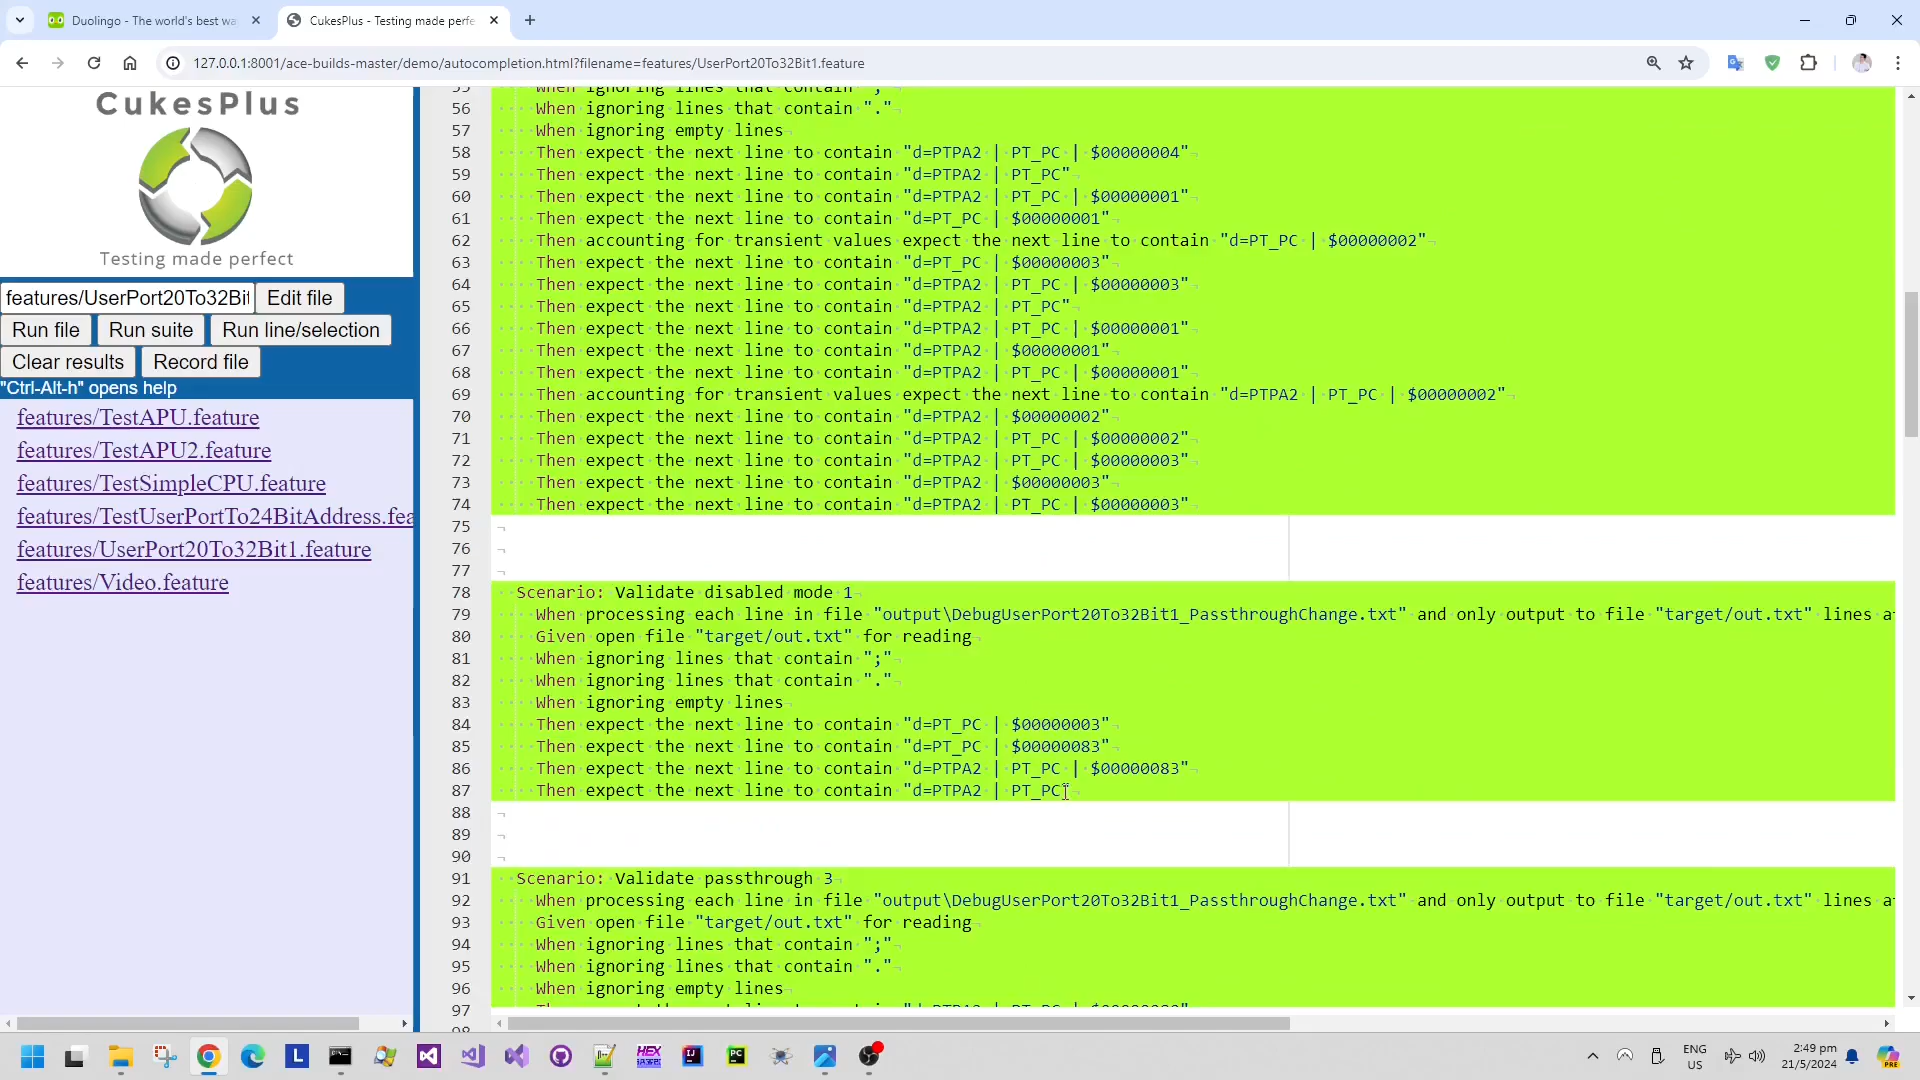 Duolingo - The world's best wa
CukesPlus - Testing made perfe
127.0.0.1:8001/ace-builds-master/demo/autocompletion.html?filename=features/UserPort20To32Bit1.feature
CukesPlus
Testing made perfect
features/UserPort20To32Bit
Edit file
Run file
Run suite
Run line/selection
Clear results
Record file
"Ctrl-Alt-h" opens help
features/TestAPU.feature
features/TestAPU2.feature
features/TestSimpleCPU.feature
features/TestUserPortTo24BitAddress.fea
features/UserPort20To32Bit1.feature
features/Video.feature
55 When ignoring lines that contain ";"
56 When ignoring lines that contain "."
57 When ignoring empty lines
58 Then expect the next line to contain "d=PTPA2 | PT_PC | $00000004"
59 Then expect the next line to contain "d=PTPA2 | PT_PC"
60 Then expect the next line to contain "d=PTPA2 | PT_PC | $00000001"
61 Then expect the next line to contain "d=PT_PC | $00000001"
62 Then accounting for transient values expect the next line to contain "d=PT_PC | $00000002"
63 Then expect the next line to contain "d=PT_PC | $00000003"
64 Then expect the next line to contain "d=PTPA2 | PT_PC | $00000003"
65 Then expect the next line to contain "d=PTPA2 | PT_PC"
66 Then expect the next line to contain "d=PTPA2 | PT_PC | $00000001"
67 Then expect the next line to contain "d=PTPA2 | $00000001"
68 Then expect the next line to contain "d=PTPA2 | PT_PC | $00000001"
69 Then accounting for transient values expect the next line to contain "d=PTPA2 | PT_PC | $00000002"
70 Then expect the next line to contain "d=PTPA2 | $00000002"
71 Then expect the next line to contain "d=PTPA2 | PT_PC | $00000002"
72 Then expect the next line to contain "d=PTPA2 | PT_PC | $00000003"
73 Then expect the next line to contain "d=PTPA2 | $00000003"
74 Then expect the next line to contain "d=PTPA2 | PT_PC | $00000003"
75
76
77
78 Scenario: Validate disabled mode 1
79 When processing each line in file "output\DebugUserPort20To32Bit1_PassthroughChange.txt" and only output to file "target/out.txt" lines a
80 Given open file "target/out.txt" for reading
81 When ignoring lines that contain ";"
82 When ignoring lines that contain "."
83 When ignoring empty lines
84 Then expect the next line to contain "d=PT_PC | $00000003"
85 Then expect the next line to contain "d=PT_PC | $00000083"
86 Then expect the next line to contain "d=PTPA2 | PT_PC | $00000083"
87 Then expect the next line to contain "d=PTPA2 | PT_PC"
88
89
90
91 Scenario: Validate passthrough 3
92 When processing each line in file "output\DebugUserPort20To32Bit1_PassthroughChange.txt" and only output to file "target/out.txt" lines a
93 Given open file "target/out.txt" for reading
94 When ignoring lines that contain ";"
95 When ignoring lines that contain "."
96 When ignoring empty lines
97
98
ENG
US
2:49 pm
21/5/2024